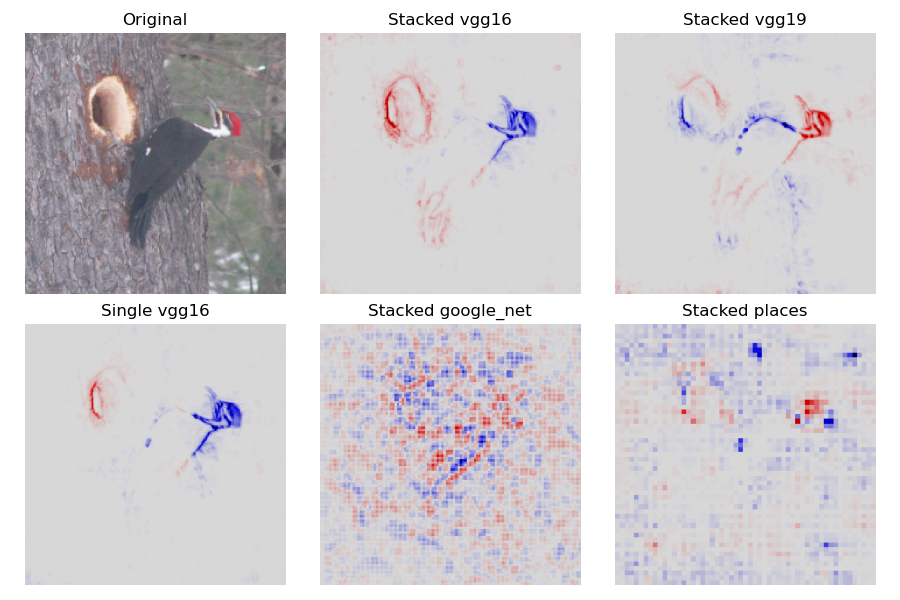 Original
Stacked vgg16
Stacked vgg19
Single vgg16
Stacked google_net
Stacked places